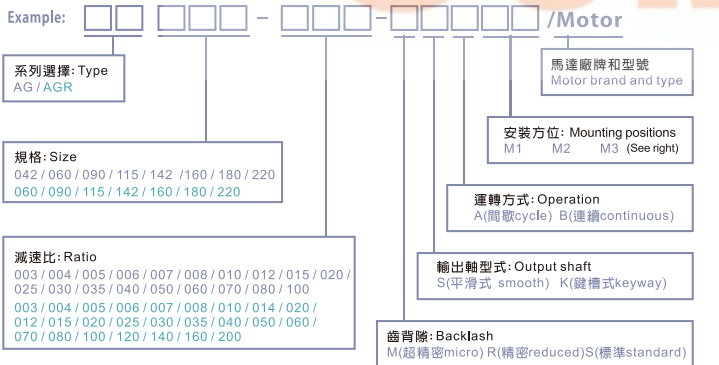 Example: □□ □□□ - □□□ - □□□□□ /Motor
系列選擇: Type
AG / AGR
馬達廠牌和型號
Motor brand and type
規格: Size
042 / 060 / 090 / 115 / 142 /160 / 180 / 220
060 / 090 / 115 / 142 / 160 / 180 / 220
安裝方位: Mounting positions
M1 M2 M3 (See right)
運轉方式: Operation
A(間歇cycle) B(連續continuous)
減速比: Ratio
003 / 004 / 005 / 006 / 007 / 008 / 010 / 012 / 015 / 020 /
025 / 030 / 035 / 040 / 050 / 060 / 070 / 080 / 100
003 / 004 / 005 / 006 / 007 / 008 / 010 / 014 / 020 /
012 / 015 / 020 / 025 / 030 / 035 / 040 / 050 / 060 /
070 / 080 / 100 / 120 / 140 / 160 / 200
輸出軸型式: Output shaft
S(平滑式 smooth) K(鍵槽式keyway)
齒背隙: Backlash
M(超精密micro) R(精密reduced)S(標準standard)